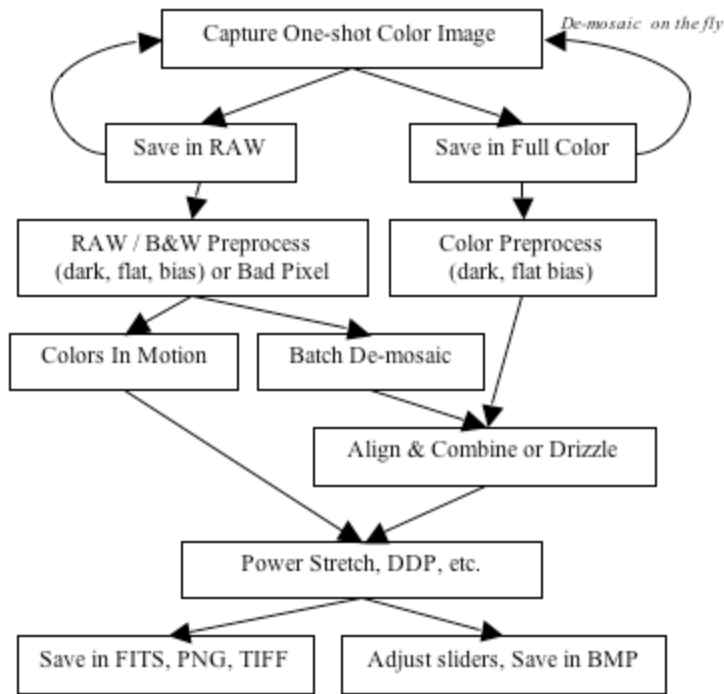 De-mosaic on the fly
Capture One-shot Color Image
Save in RAW
Save in Full Color
RAW / B&W Preprocess
(dark, flat, bias) or Bad Pixel
Color Preprocess
(dark, flat bias)
Colors In Motion
Batch De-mosaic
Align & Combine or Drizzle
Power Stretch, DDP, etc.
Save in FITS, PNG, TIFF
Adjust sliders, Save in BMP